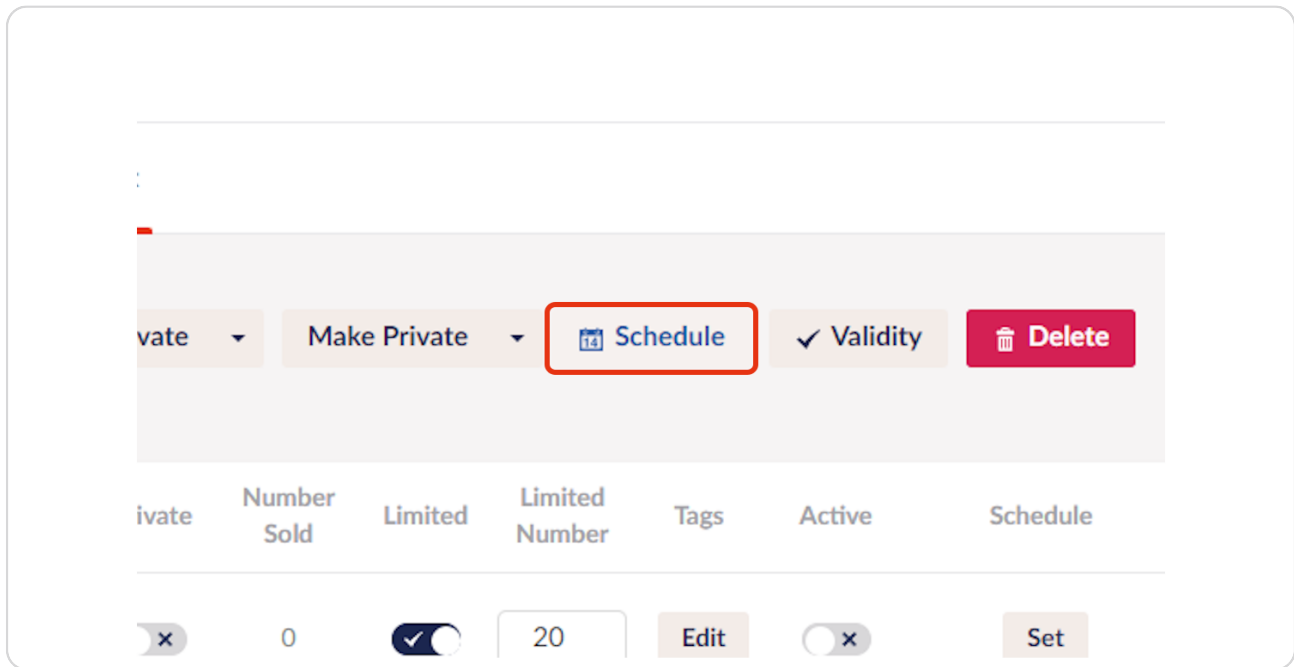 vate Make Private Schedule Validity Delete
ivate Number Sold Limited Limited Number Tags Active Schedule
0 20 Edit Set